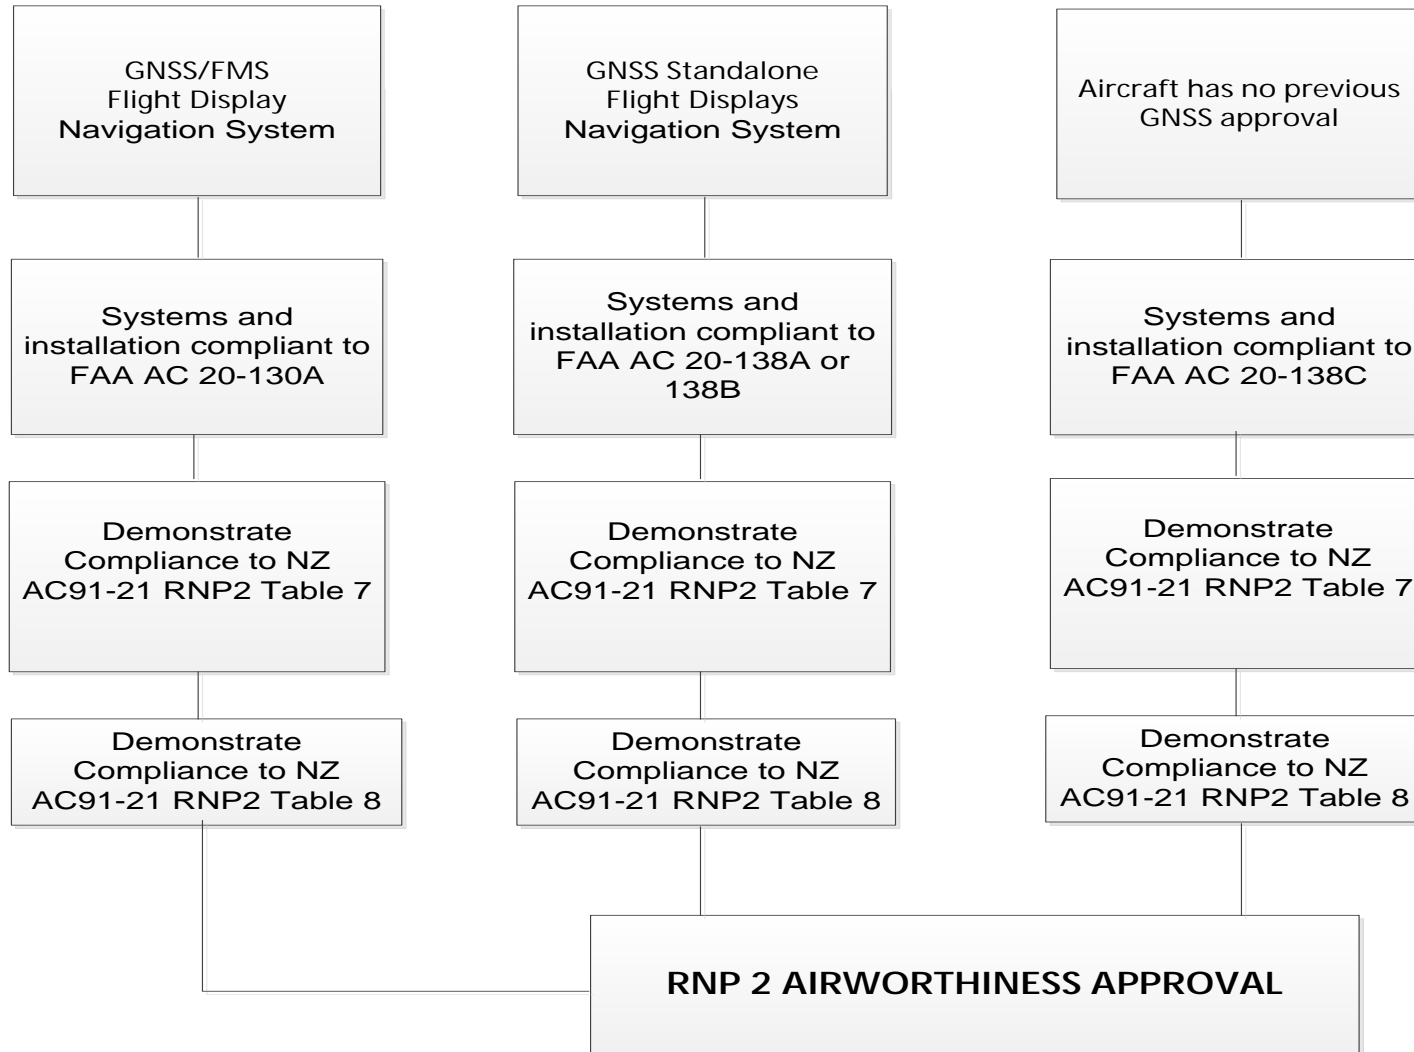 GNSS/FMS
Flight Display
Navigation System
GNSS Standalone
Flight Displays
Navigation System
Aircraft has no previous
GNSS approval
Systems and
installation compliant to
FAA AC 20-130A
Systems and
installation compliant to
FAA AC 20-138A or
138B
Systems and
installation compliant to
FAA AC 20-138C
Demonstrate
Compliance to NZ
AC91-21 RNP2 Table 7
Demonstrate
Compliance to NZ
AC91-21 RNP2 Table 7
Demonstrate
Compliance to NZ
AC91-21 RNP2 Table 7
Demonstrate
Compliance to NZ
AC91-21 RNP2 Table 8
Demonstrate
Compliance to NZ
AC91-21 RNP2 Table 8
Demonstrate
Compliance to NZ
AC91-21 RNP2 Table 8
RNP 2 AIRWORTHINESS APPROVAL